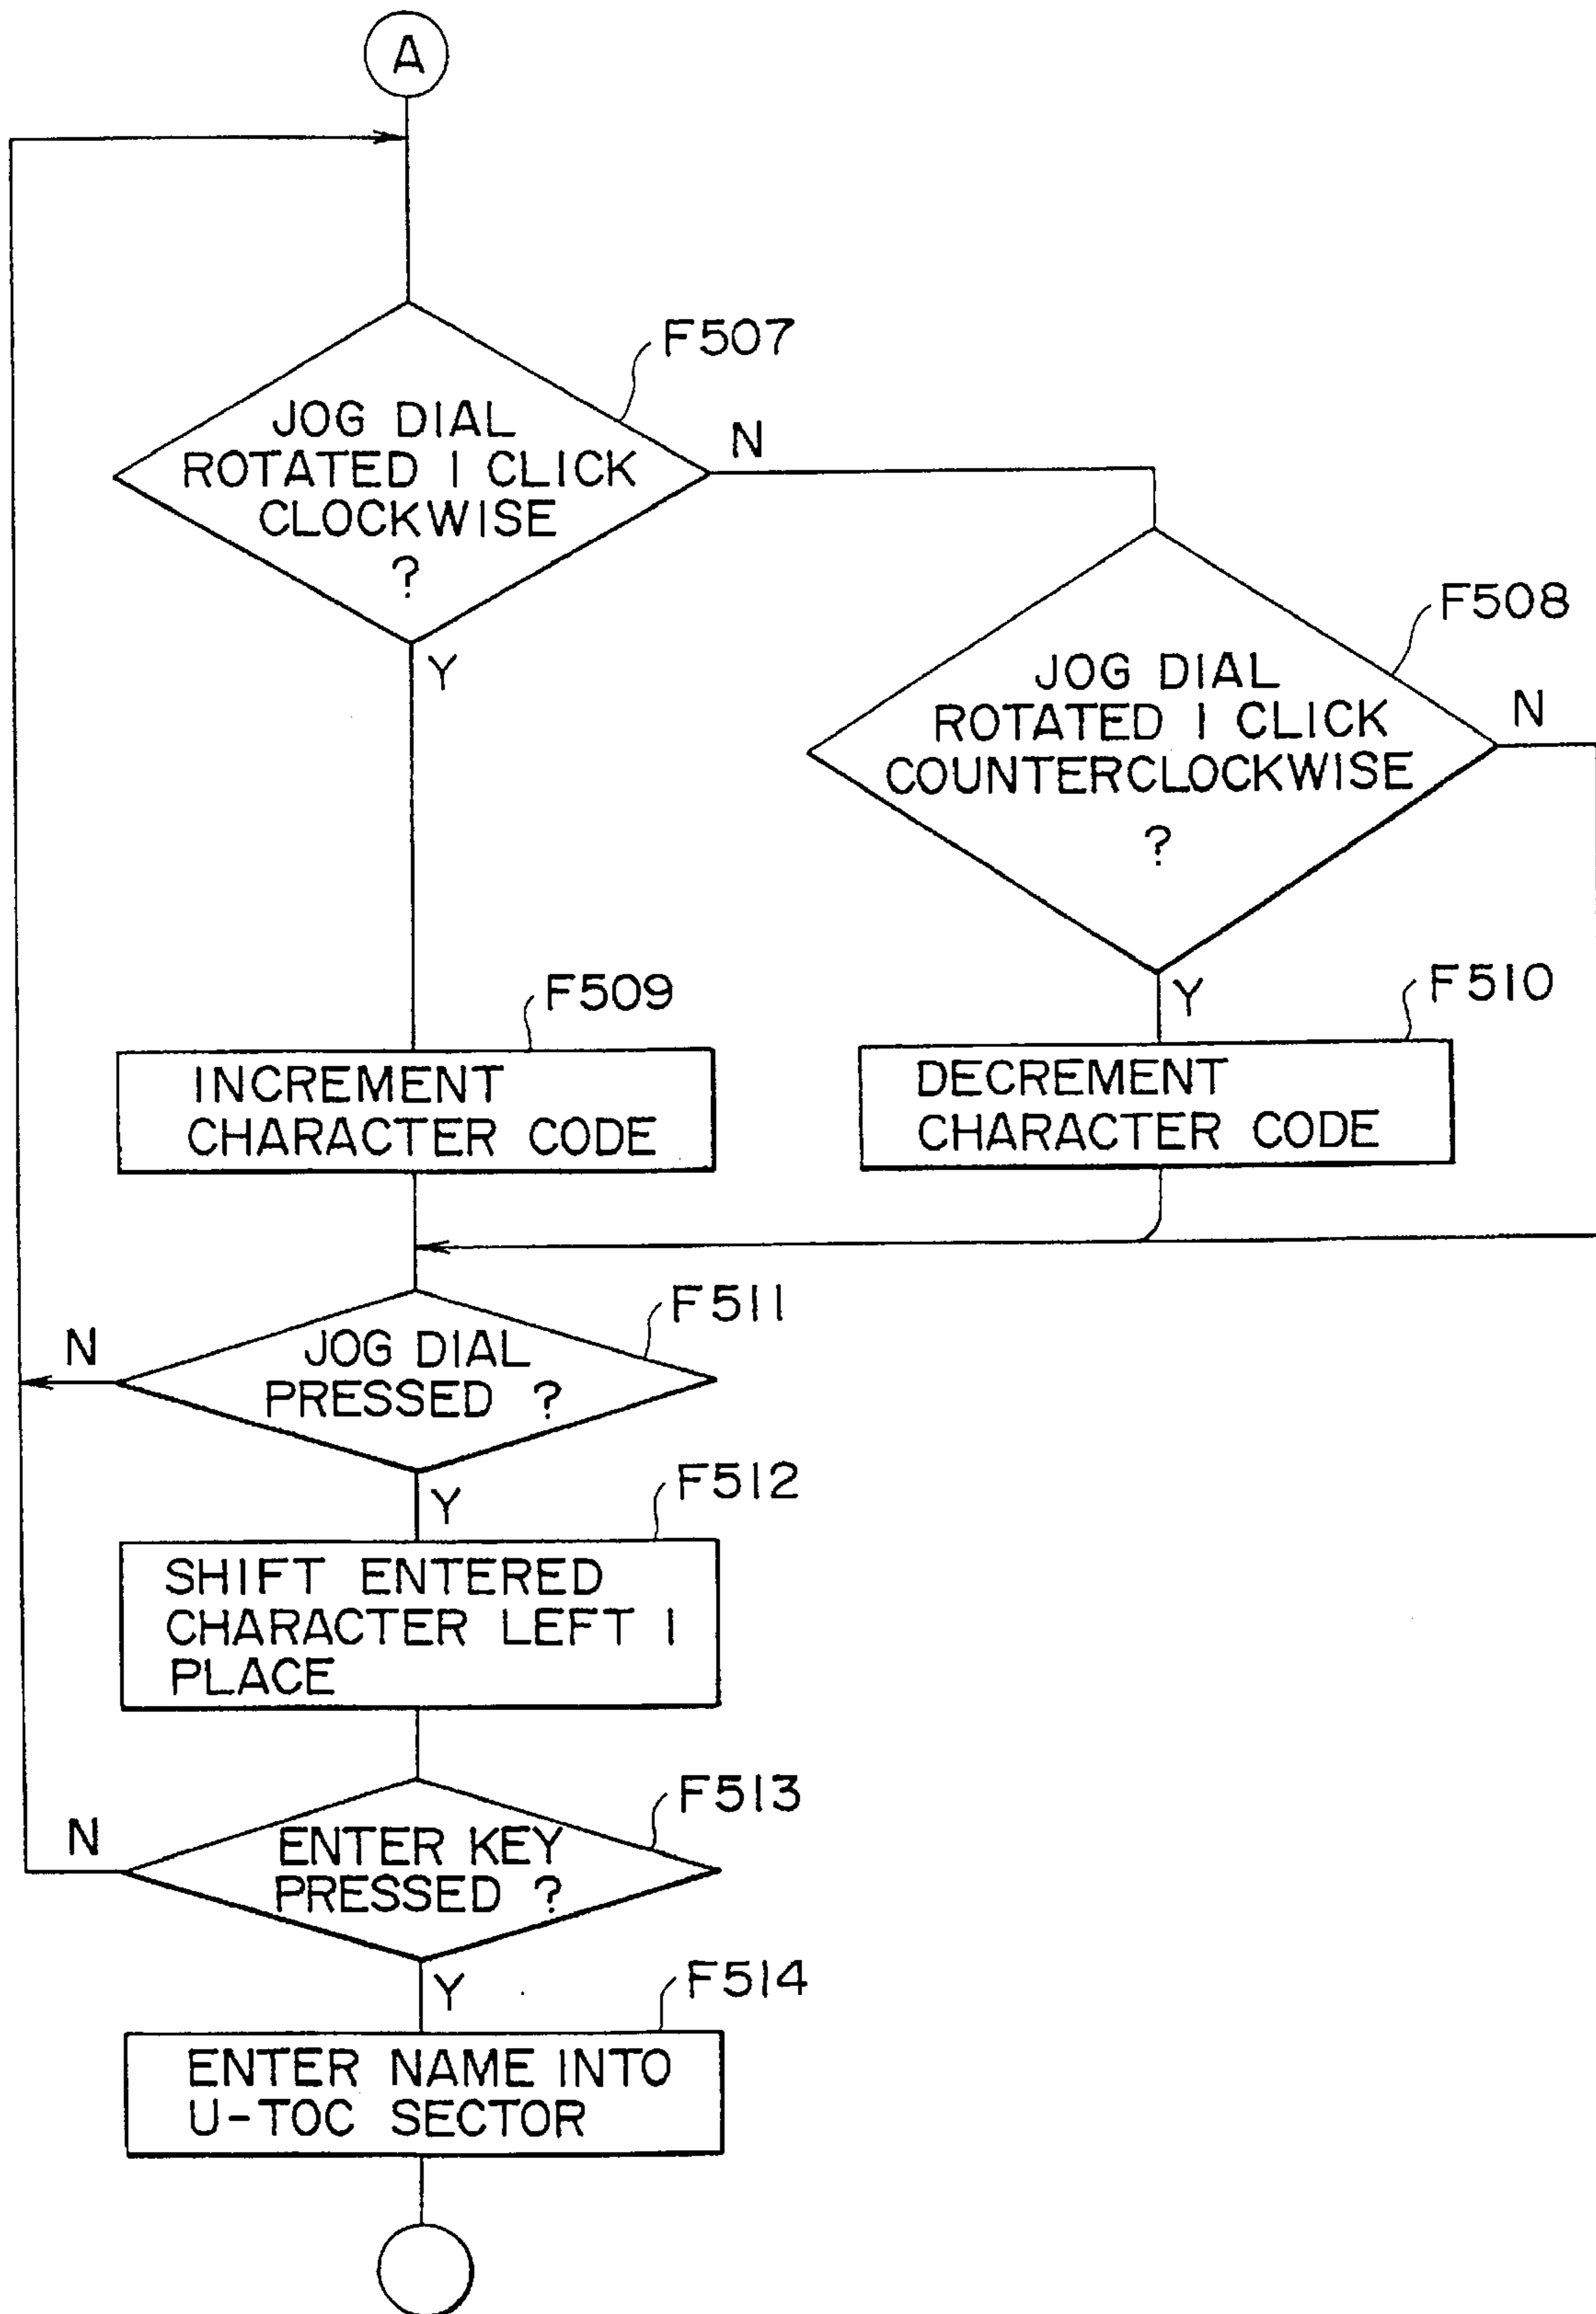 A
F507
JOG DIAL
ROTATED 1 CLICK
CLOCKWISE
?
N
Y
F508
JOG DIAL
ROTATED 1 CLICK
COUNTERCLOCKWISE
?
N
Y
F509
INCREMENT
CHARACTER CODE
F510
DECREMENT
CHARACTER CODE
F511
JOG DIAL
PRESSED ?
N
Y
F512
SHIFT ENTERED
CHARACTER LEFT 1
PLACE
F513
ENTER KEY
PRESSED ?
N
Y
F514
ENTER NAME INTO
U-TOC SECTOR